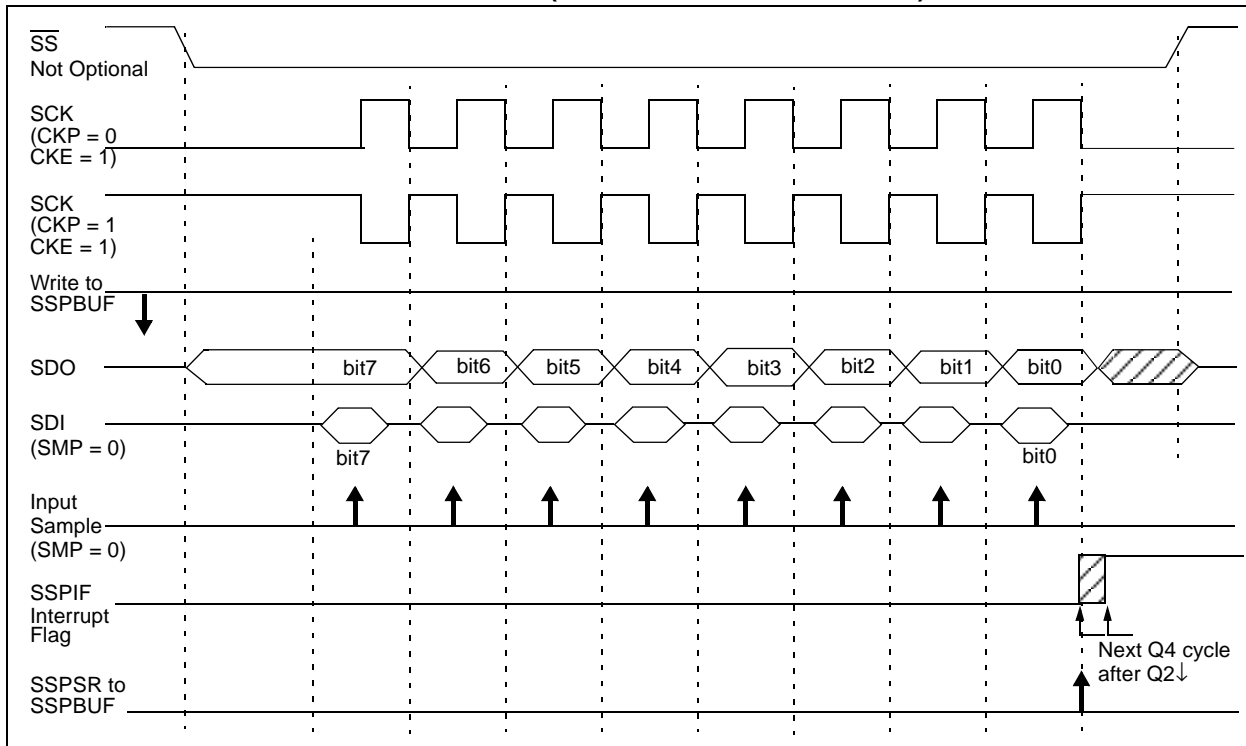 SS
Not Optional
SCK
(CKP = 0
CKE = 1)
SCK
(CKP = 1
CKE = 1)
Write to
SSPBUF
SDO
bit7 bit6 bit5 bit4 bit3 bit2 bit1 bit0
SDI
(SMP = 0)
bit7 bit0
Input
Sample
(SMP = 0)
SSPIF
Interrupt
Flag
Next Q4 cycle
after Q2↓
SSPSR to
SSPBUF